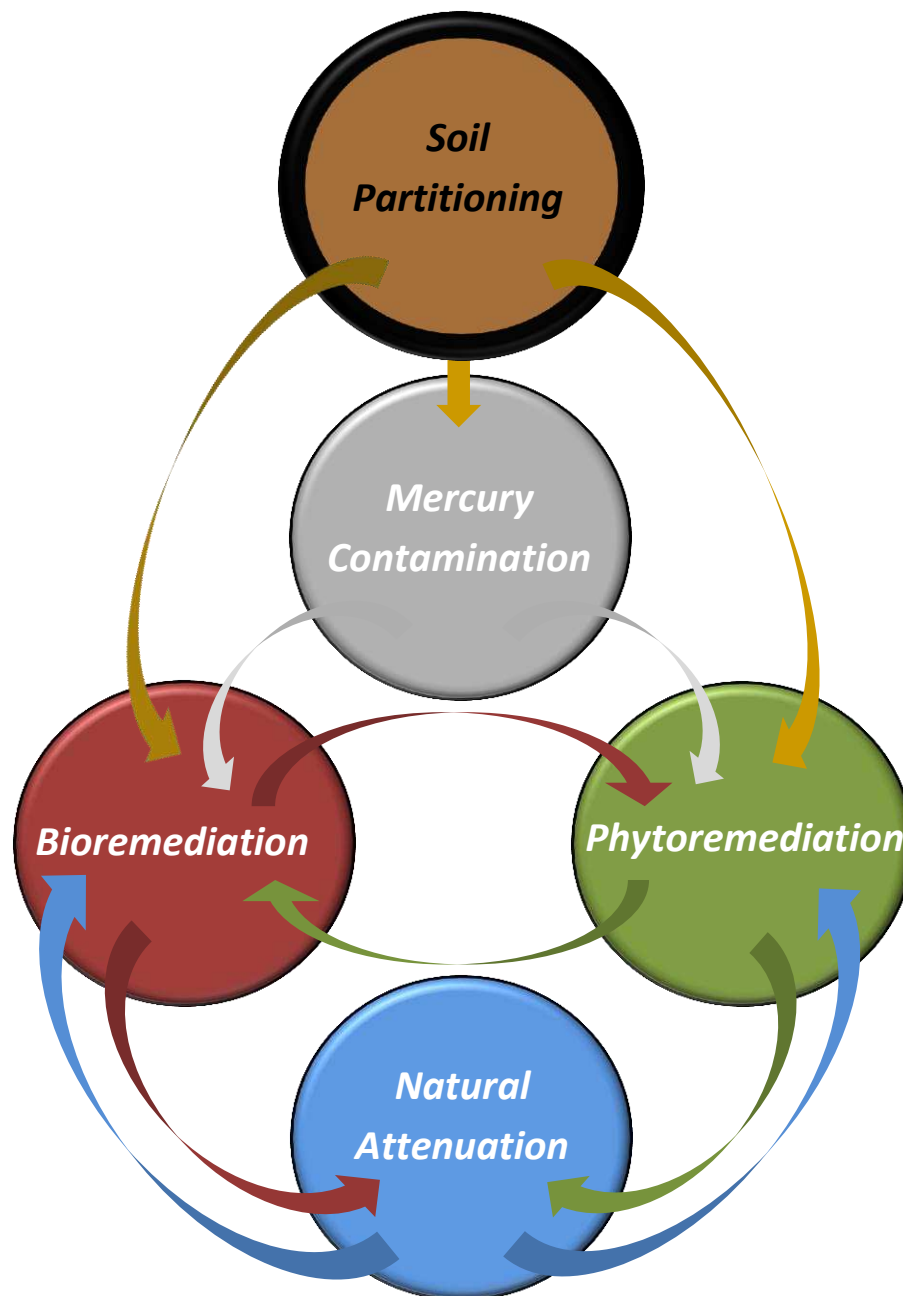 Soil
Partitioning
Mercury
Contamination
Bioremediation
Phytoremediation
Natural
Attenuation